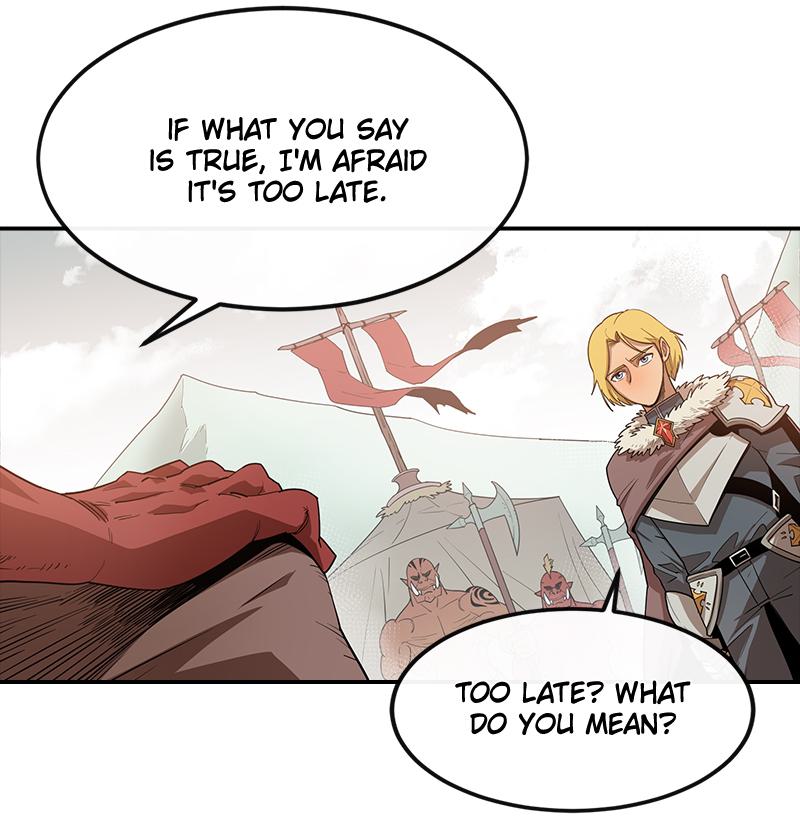 IF WHAT YOU SAY
IS TRUE, I'M AFRAID
IT'S TOO LATE.
TOO LATE? WHAT
DO YOU MEAN?